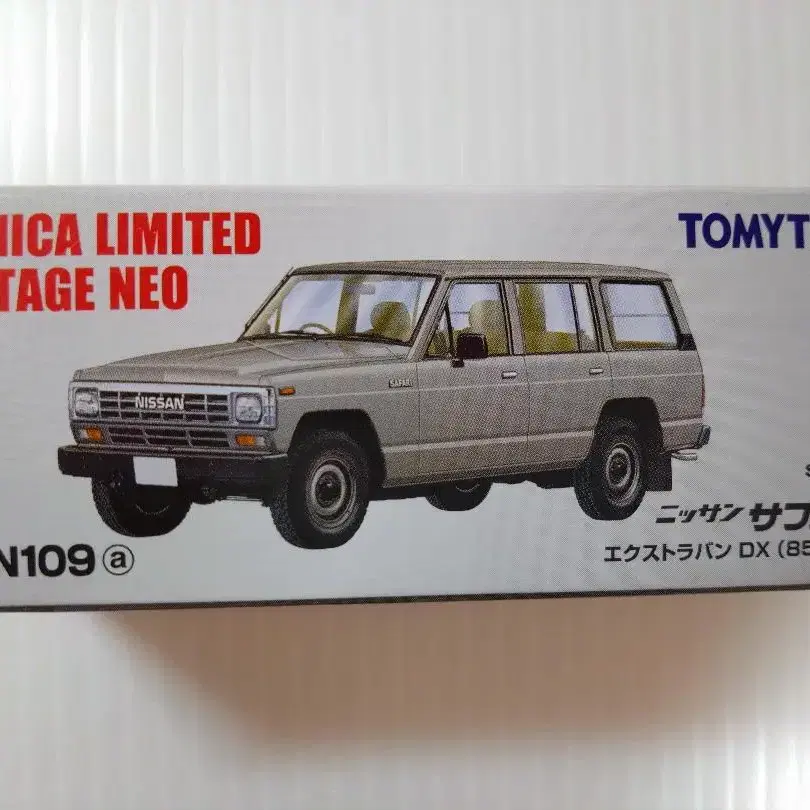 MICA LIMITED
TAGE NEO
TOMYT
NISSAN
SAFARI
N109 ⓐ
ニッサン サフ
エクストラバン DX (85